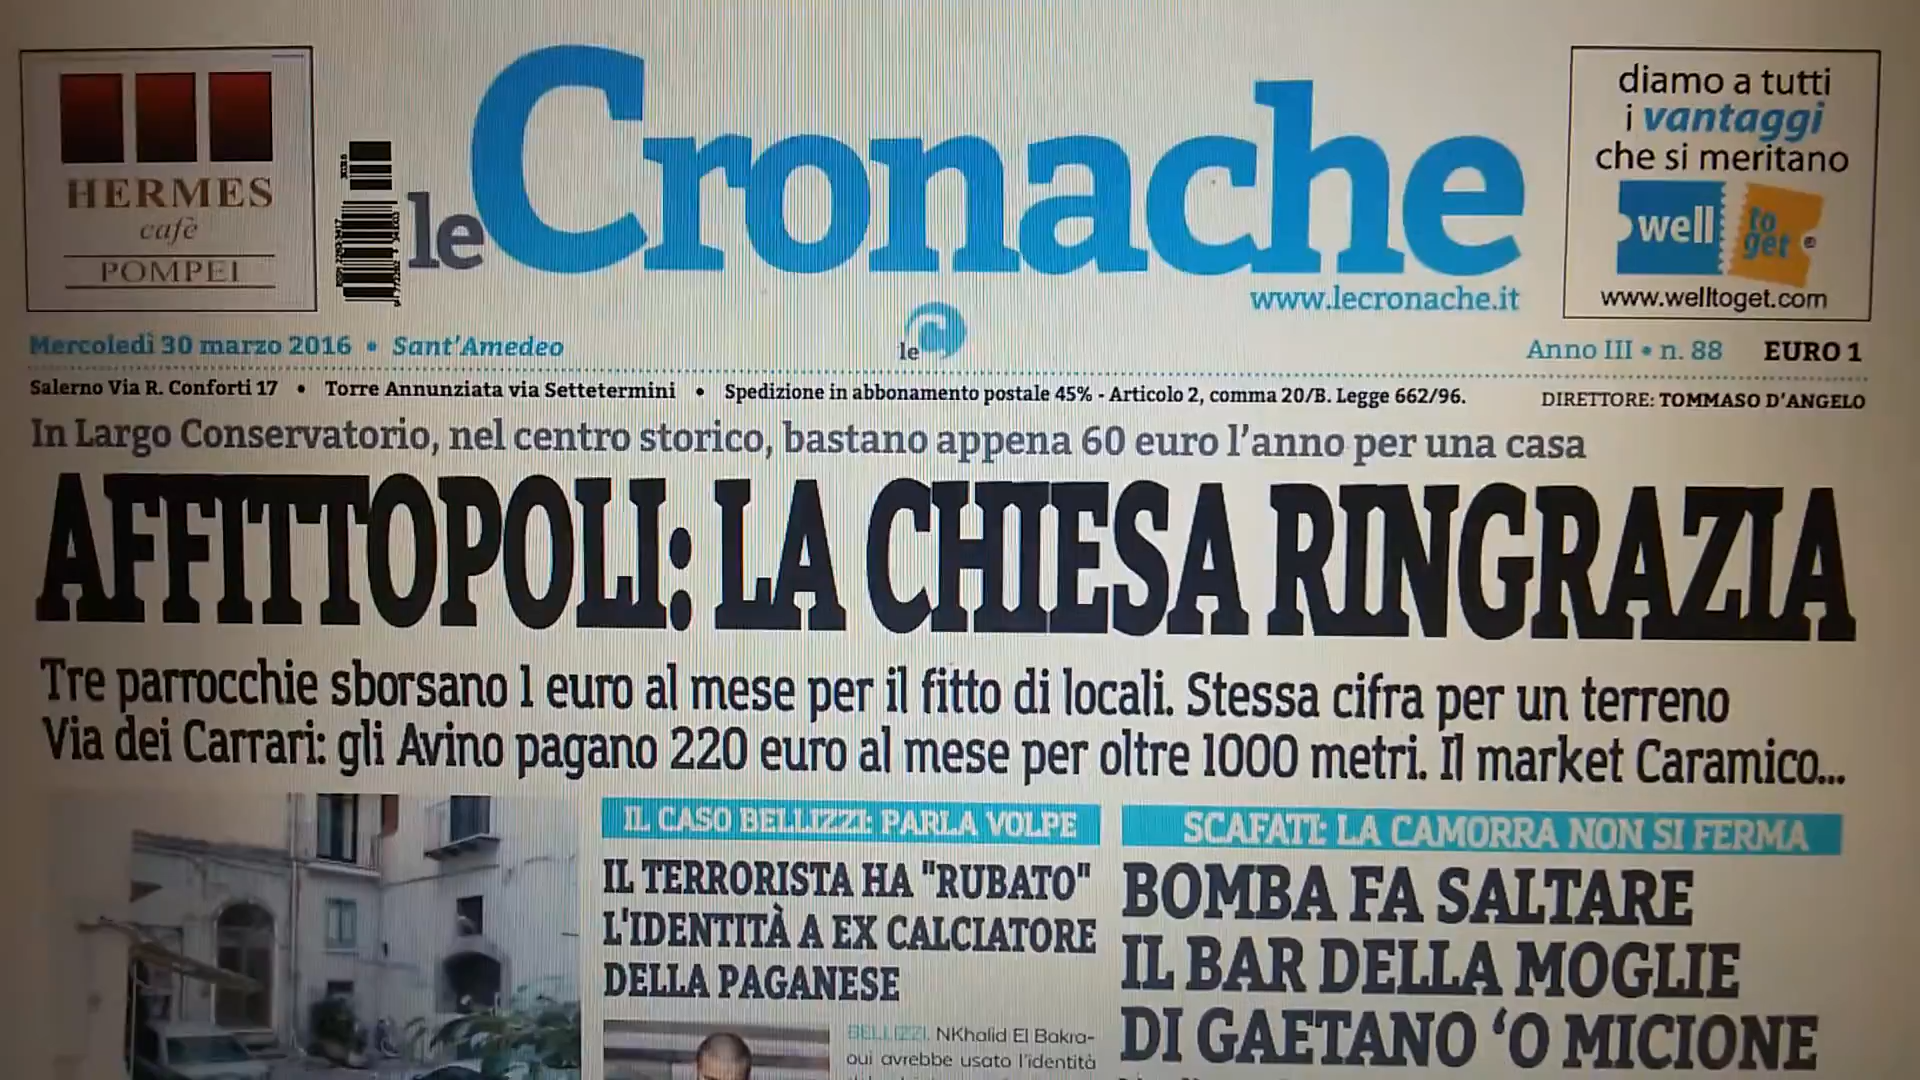 HERMES
cafè
POMPEI
le Cronache
www.lecronache.it
diamo a tutti
i vantaggi
che si meritano
well to get
www.welltoget.com
Mercoledì 30 marzo 2016 • Sant'Amedeo
le
Anno III • n. 88 EURO 1
Salerno Via R. Conforti 17 • Torre Annunziata via Settetermini • Spedizione in abbonamento postale 45% - Articolo 2, comma 20/B. Legge 662/96.
DIRETTORE: TOMMASO D'ANGELO
In Largo Conservatorio, nel centro storico, bastano appena 60 euro l'anno per una casa
AFFITTOPOLI: LA CHIESA RINGRAZIA
Tre parrocchie sborsano 1 euro al mese per il fitto di locali. Stessa cifra per un terreno
Via dei Carrari: gli Avino pagano 220 euro al mese per oltre 1000 metri. Il market Caramico...
IL CASO BELLIZZI: PARLA VOLPE
IL TERRORISTA HA "RUBATO"
L'IDENTITÀ A EX CALCIATORE
DELLA PAGANESE
BELLIZZI. NKhalid El Bakra-
oui avrebbe usato l'identità
SCAFATI: LA CAMORRA NON SI FERMA
BOMBA FA SALTARE
IL BAR DELLA MOGLIE
DI GAETANO 'O MICIONE